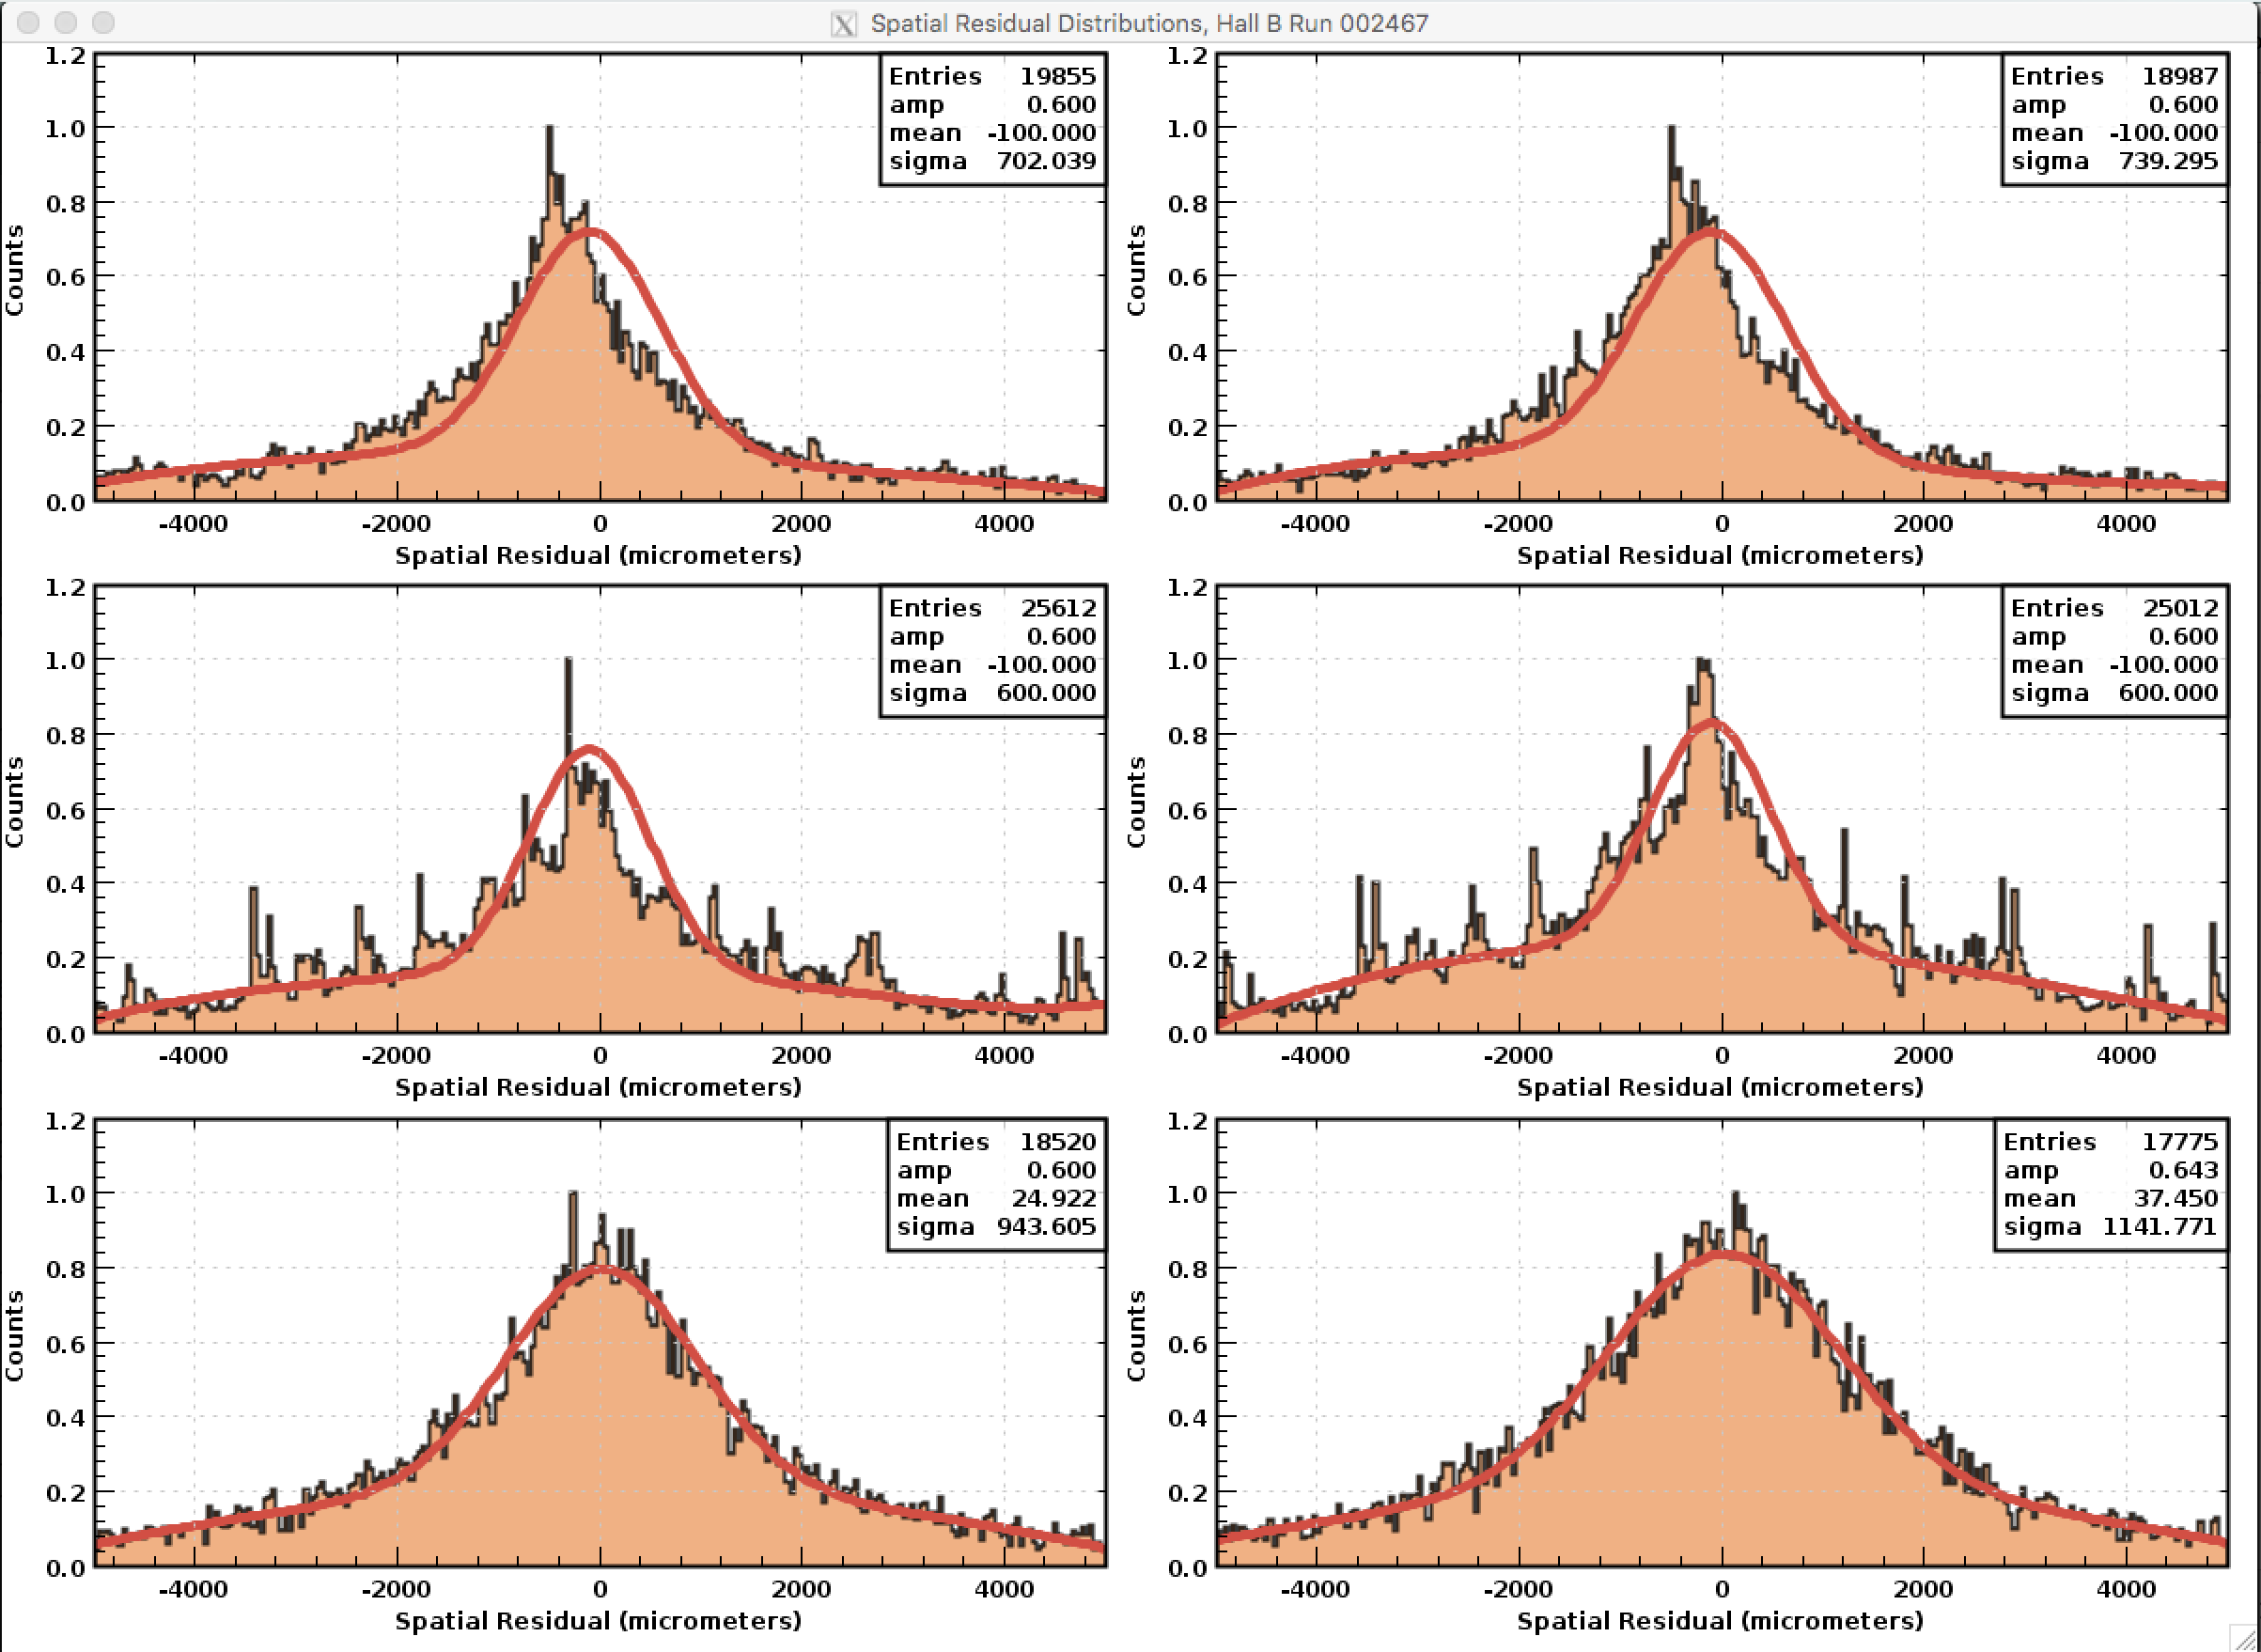 Spatial Residual Distributions, Hall B Run 002467
1.2
1.0
0.8
0.6
0.4
0.2
0.0
Counts
Entries 19855
amp 0.600
mean -100.000
sigma 702.039
-4000 -2000 0 2000 4000
Spatial Residual (micrometers)
1.2
1.0
0.8
0.6
0.4
0.2
0.0
Counts
Entries 18987
amp 0.600
mean -100.000
sigma 739.295
-4000 -2000 0 2000 4000
Spatial Residual (micrometers)
1.2
1.0
0.8
0.6
0.4
0.2
0.0
Counts
Entries 25612
amp 0.600
mean -100.000
sigma 600.000
-4000 -2000 0 2000 4000
Spatial Residual (micrometers)
1.2
1.0
0.8
0.6
0.4
0.2
0.0
Counts
Entries 25012
amp 0.600
mean -100.000
sigma 600.000
-4000 -2000 0 2000 4000
Spatial Residual (micrometers)
1.2
1.0
0.8
0.6
0.4
0.2
0.0
Counts
Entries 18520
amp 0.600
mean 24.922
sigma 943.605
-4000 -2000 0 2000 4000
Spatial Residual (micrometers)
1.2
1.0
0.8
0.6
0.4
0.2
0.0
Counts
Entries 17775
amp 0.643
mean 37.450
sigma 1141.771
-4000 -2000 0 2000 4000
Spatial Residual (micrometers)